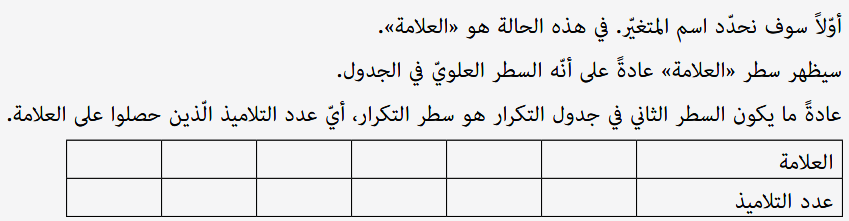 أوّلاً سوف نحدّد اسم المتغيّر. في هذه الحالة هو «العلامة».
سيظهر سطر «العلامة» عادةً على أنّه السطر العلويّ في الجدول.
عادةً ما يكون السطر الثاني في جدول التكرار هو سطر التكرار، أيّ عدد التلاميذ الّذين حصلوا على العلامة.
العلامة
عدد التلاميذ